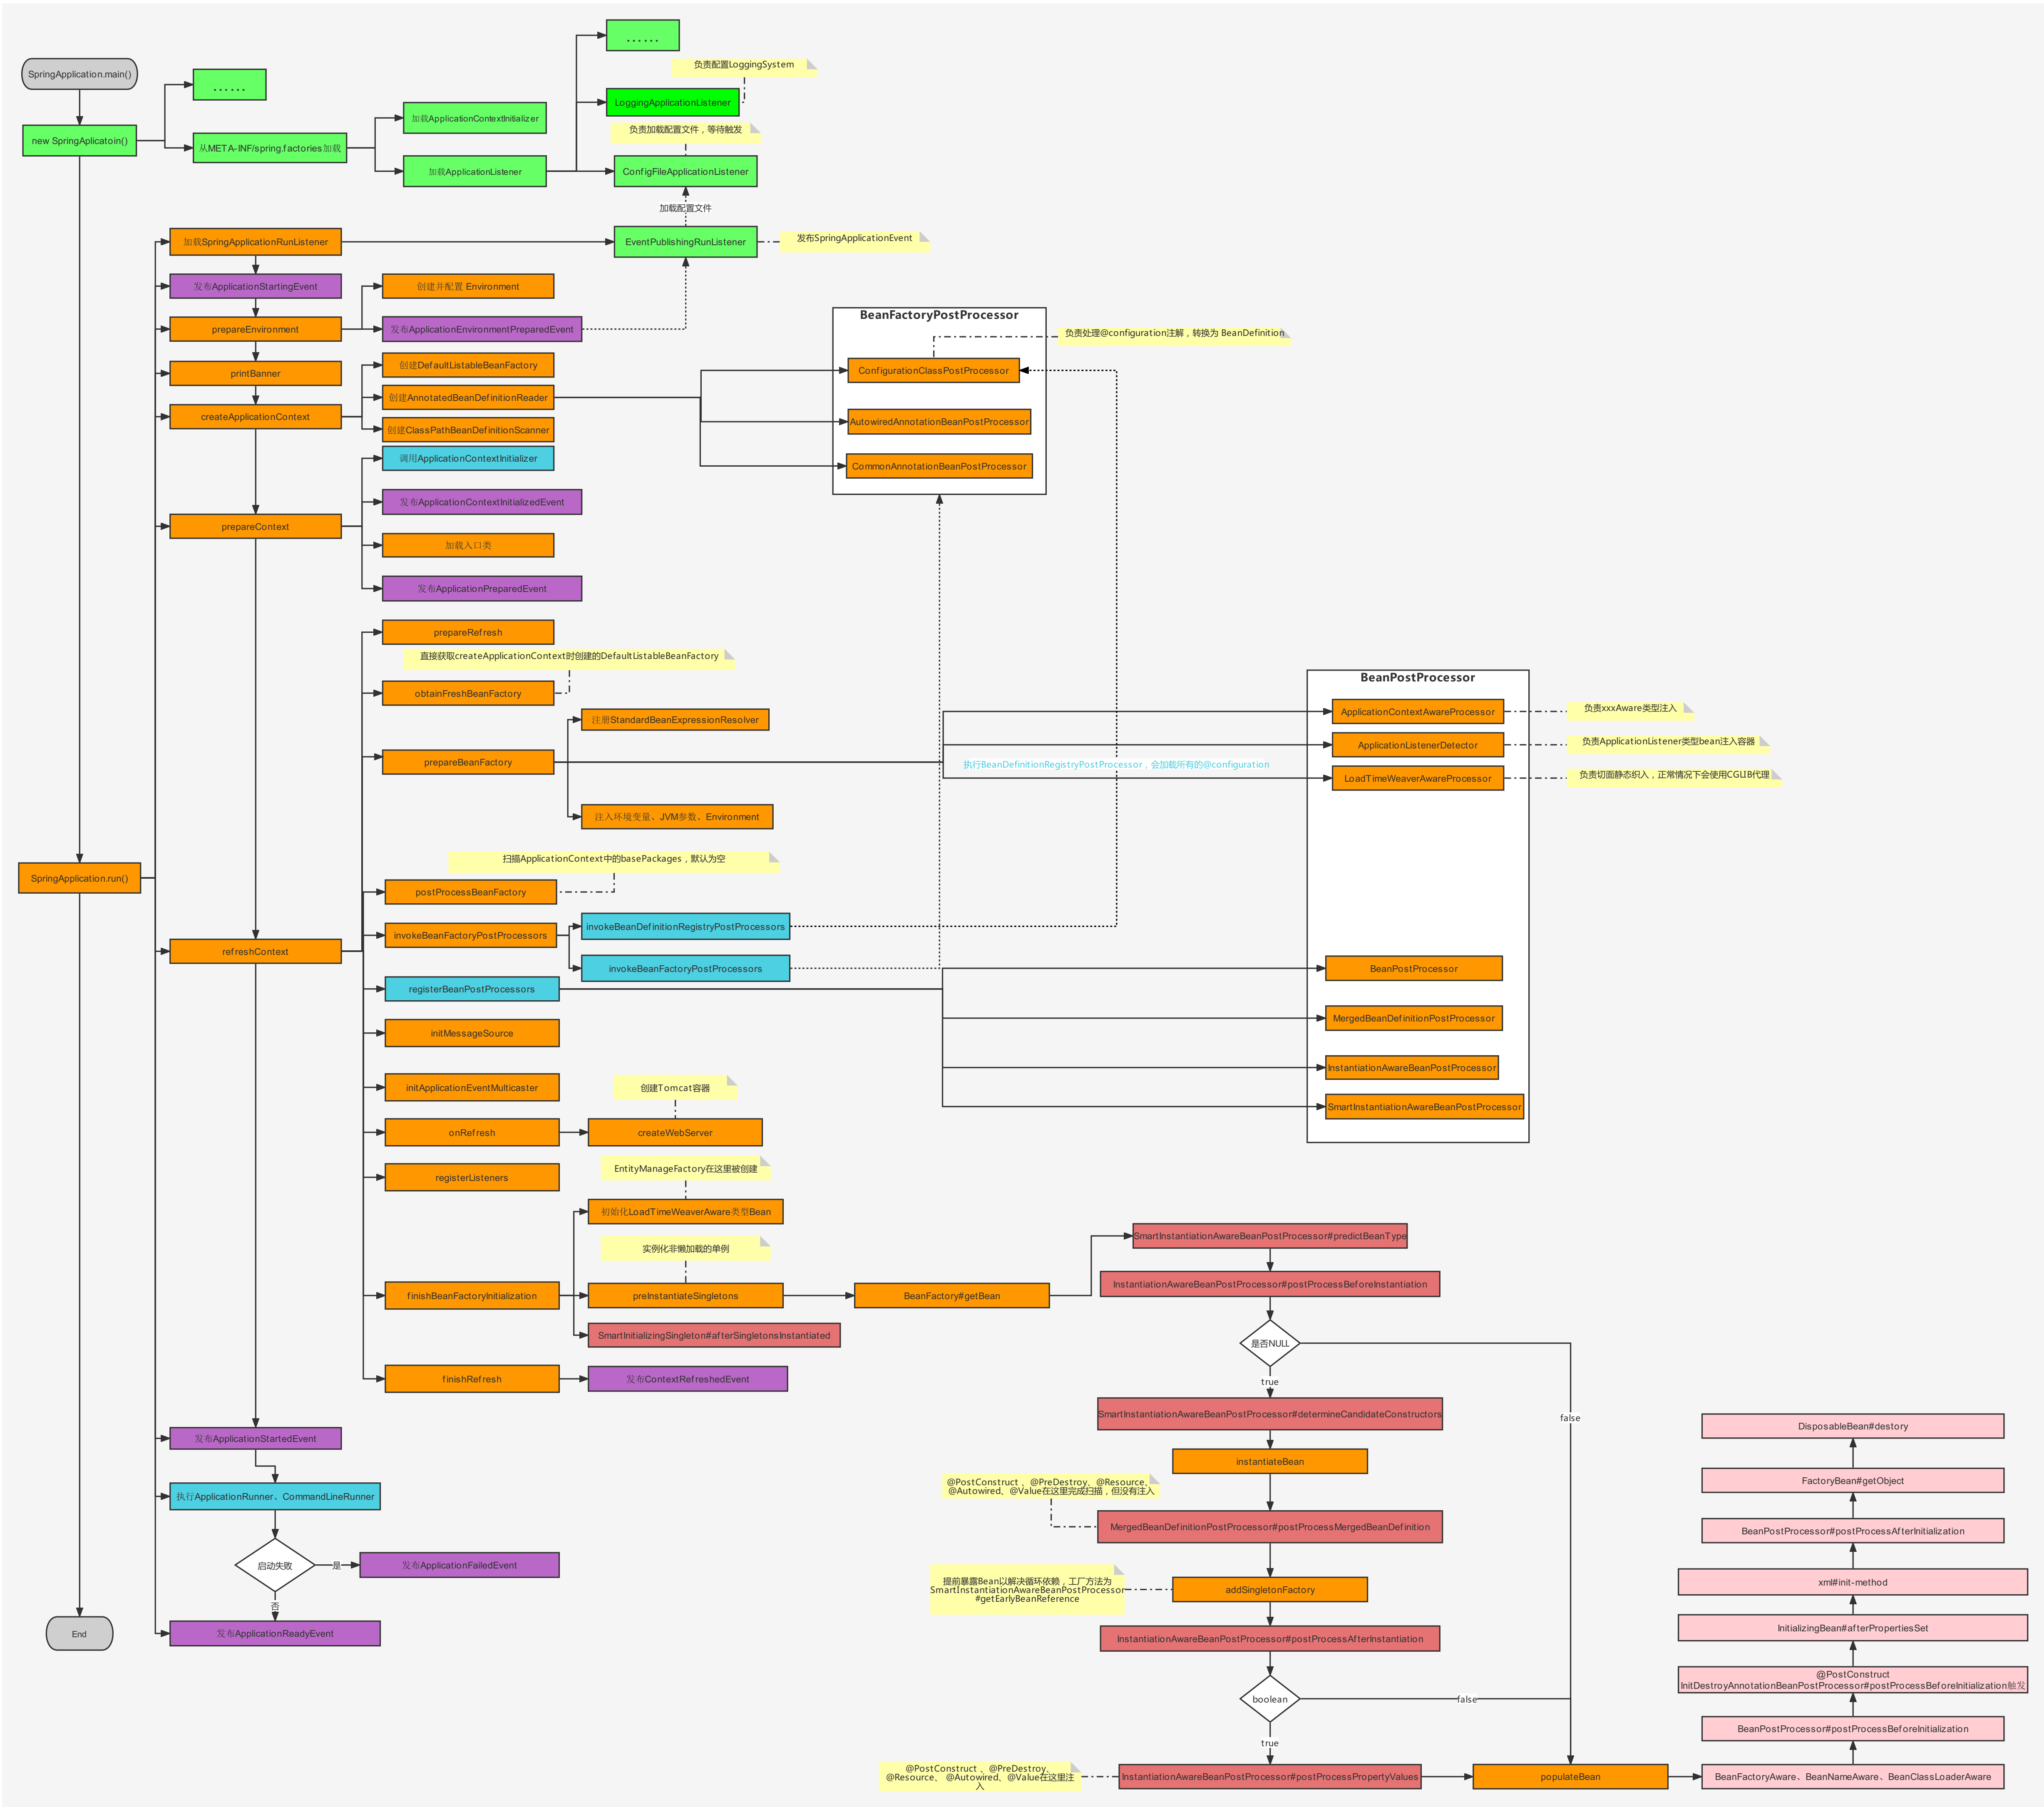 SpringApplication.main()
new SpringAplicatoin()
......
从META-INF/spring.factories加载
加载ApplicationContextInitializer
加载ApplicationListener
......
负责配置LoggingSystem
LoggingApplicationListener
负责加载配置文件，等待触发
ConfigFileApplicationListener
加载配置文件
加载SpringApplicationRunListener
EventPublishingRunListener
发布SpringApplicationEvent
发布ApplicationStartingEvent
创建并配置 Environment
prepareEnvironment
发布ApplicationEnvironmentPreparedEvent
printBanner
创建DefaultListableBeanFactory
创建AnnotatedBeanDefinitionReader
createApplicationContext
创建ClassPathBeanDefinitionScanner
BeanFactoryPostProcessor
负责处理@configuration注解，转换为 BeanDefinition
ConfigurationClassPostProcessor
AutowiredAnnotationBeanPostProcessor
CommonAnnotationBeanPostProcessor
调用ApplicationContextInitializer
发布ApplicationContextInitializedEvent
prepareContext
加载入口类
发布ApplicationPreparedEvent
prepareRefresh
直接获取createApplicationContext时创建的DefaultListableBeanFactory
obtainFreshBeanFactory
注册StandardBeanExpressionResolver
prepareBeanFactory
注入环境变量、JVM参数、Environment
执行BeanDefinitionRegistryPostProcessor，会加载所有的@configuration
BeanPostProcessor
ApplicationContextAwareProcessor
负责xxxAware类型注入
ApplicationListenerDetector
负责ApplicationListener类型bean注入容器
LoadTimeWeaverAwareProcessor
负责切面静态织入，正常情况下会使用CGLIB代理
BeanPostProcessor
MergedBeanDefinitionPostProcessor
InstantiationAwareBeanPostProcessor
SmartInstantiationAwareBeanPostProcessor
SpringApplication.run()
扫描ApplicationContext中的basePackages，默认为空
postProcessBeanFactory
invokeBeanFactoryPostProcessors
invokeBeanDefinitionRegistryPostProcessors
invokeBeanFactoryPostProcessors
refreshContext
registerBeanPostProcessors
initMessageSource
initApplicationEventMulticaster
创建Tomcat容器
onRefresh
createWebServer
registerListeners
EntityManageFactory在这里被创建
初始化LoadTimeWeaverAware类型Bean
实例化非懒加载的单例
finishBeanFactoryInitialization
preInstantiateSingletons
BeanFactory#getBean
SmartInitializingSingleton#afterSingletonsInstantiated
finishRefresh
发布ContextRefreshedEvent
发布ApplicationStartedEvent
执行ApplicationRunner、CommandLineRunner
启动失败
是
发布ApplicationFailedEvent
否
发布ApplicationReadyEvent
End
SmartInstantiationAwareBeanPostProcessor#predictBeanType
InstantiationAwareBeanPostProcessor#postProcessBeforeInstantiation
是否NULL
true
false
SmartInstantiationAwareBeanPostProcessor#determineCandidateConstructors
instantiateBean
@PostConstruct 、@PreDestroy、@Resource、
@Autowired、@Value在这里完成扫描，但没有注入
MergedBeanDefinitionPostProcessor#postProcessMergedBeanDefinition
提前暴露Bean以解决循环依赖，工厂方法为
SmartInstantiationAwareBeanPostProcessor
#getEarlyBeanReference
addSingletonFactory
InstantiationAwareBeanPostProcessor#postProcessAfterInstantiation
boolean
false
true
@PostConstruct 、@PreDestroy、
@Resource、 @Autowired、@Value在这里注
入
InstantiationAwareBeanPostProcessor#postProcessPropertyValues
populateBean
DisposableBean#destory
FactoryBean#getObject
BeanPostProcessor#postProcessAfterInitialization
xml#init-method
InitializingBean#afterPropertiesSet
@PostConstruct
InitDestroyAnnotationBeanPostProcessor#postProcessBeforeInitialization触发
BeanPostProcessor#postProcessBeforeInitialization
BeanFactoryAware、BeanNameAware、BeanClassLoaderAware